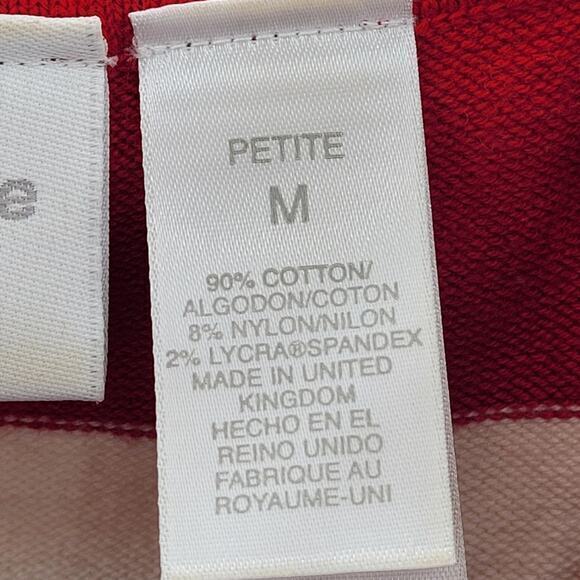 e
PETITE
M
90% COTTON/
ALGODON/COTON
8% NYLON/NILON
2% LYCRA®SPANDEX
MADE IN UNITED
KINGDOM
HECHO EN EL
REINO UNIDO
FABRIQUE AU
ROYAUME-UNI